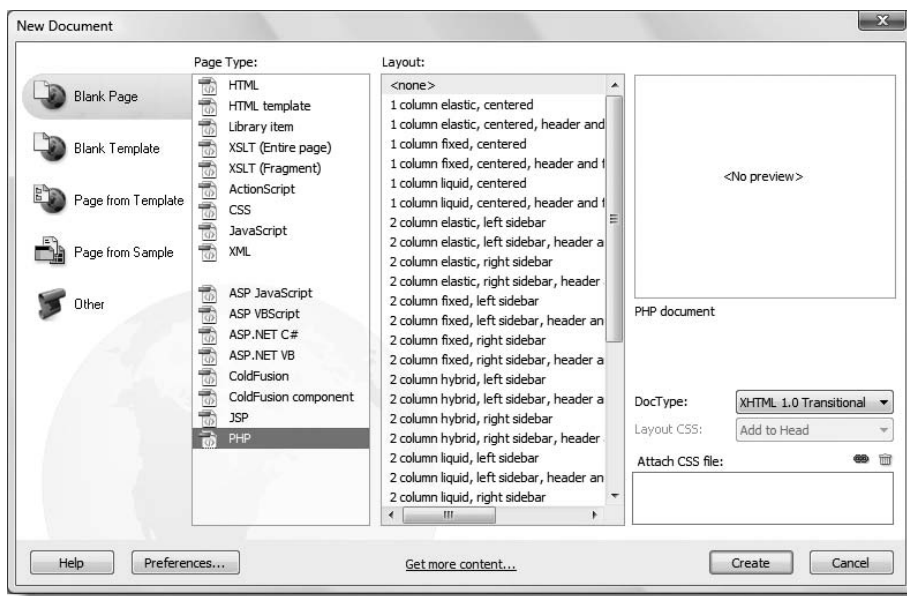 New Document
Blank Page
Blank Template
Page from Template
Page from Sample
Other
Page Type:
HTML
HTML template
Library item
XSLT (Entire page)
XSLT (Fragment)
ActionScript
CSS
JavaScript
XML
ASP JavaScript
ASP VBScript
ASP.NET C#
ASP.NET VB
ColdFusion
ColdFusion component
JSP
PHP
Layout:
<none>
1 column elastic, centered
1 column elastic, centered, header and
1 column fixed, centered
1 column fixed, centered, header and f
1 column liquid, centered
1 column liquid, centered, header and f
2 column elastic, left sidebar
2 column elastic, left sidebar, header a
2 column elastic, right sidebar
2 column elastic, right sidebar, header
2 column fixed, left sidebar
2 column fixed, left sidebar, header an
2 column fixed, right sidebar
2 column fixed, right sidebar, header a
2 column hybrid, left sidebar
2 column hybrid, left sidebar, header a
2 column hybrid, right sidebar
2 column hybrid, right sidebar, header
2 column liquid, left sidebar
2 column liquid, left sidebar, header an
2 column liquid, right sidebar
<No preview>
PHP document
DocType: XHTML 1.0 Transitional
Layout CSS: Add to Head
Attach CSS file:
Help Preferences... Get more content... Create Cancel